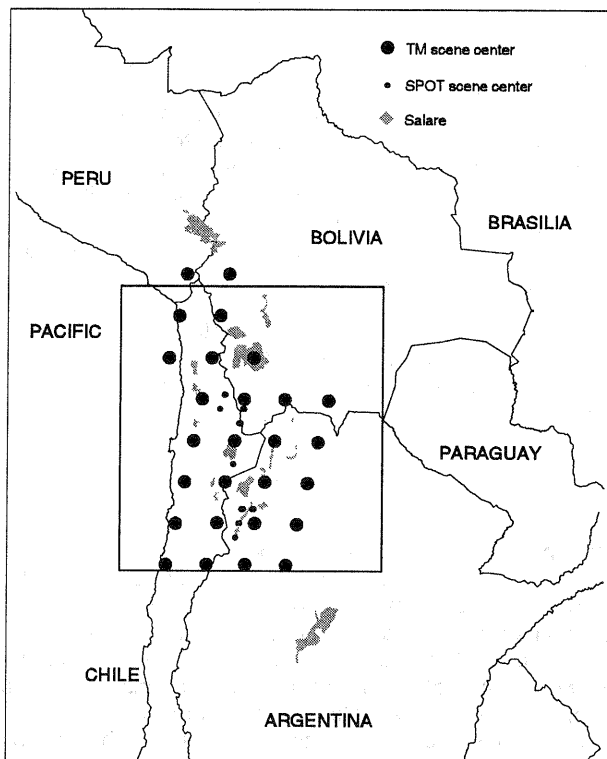 TM scene center
SPOT scene center
Salare
PERU
BOLIVIA
BRASILIA
PACIFIC
PARAGUAY
CHILE
ARGENTINA